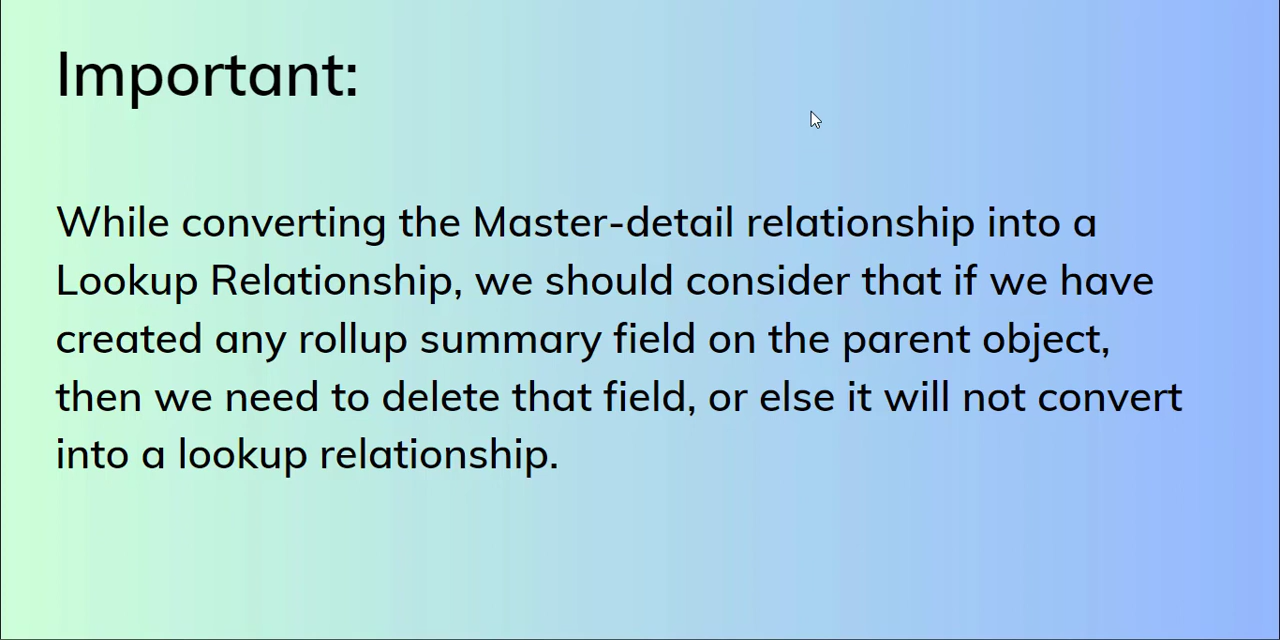 Important:
While converting the Master-detail relationship into a
Lookup Relationship, we should consider that if we have
created any rollup summary field on the parent object,
then we need to delete that field, or else it will not convert
into a lookup relationship.